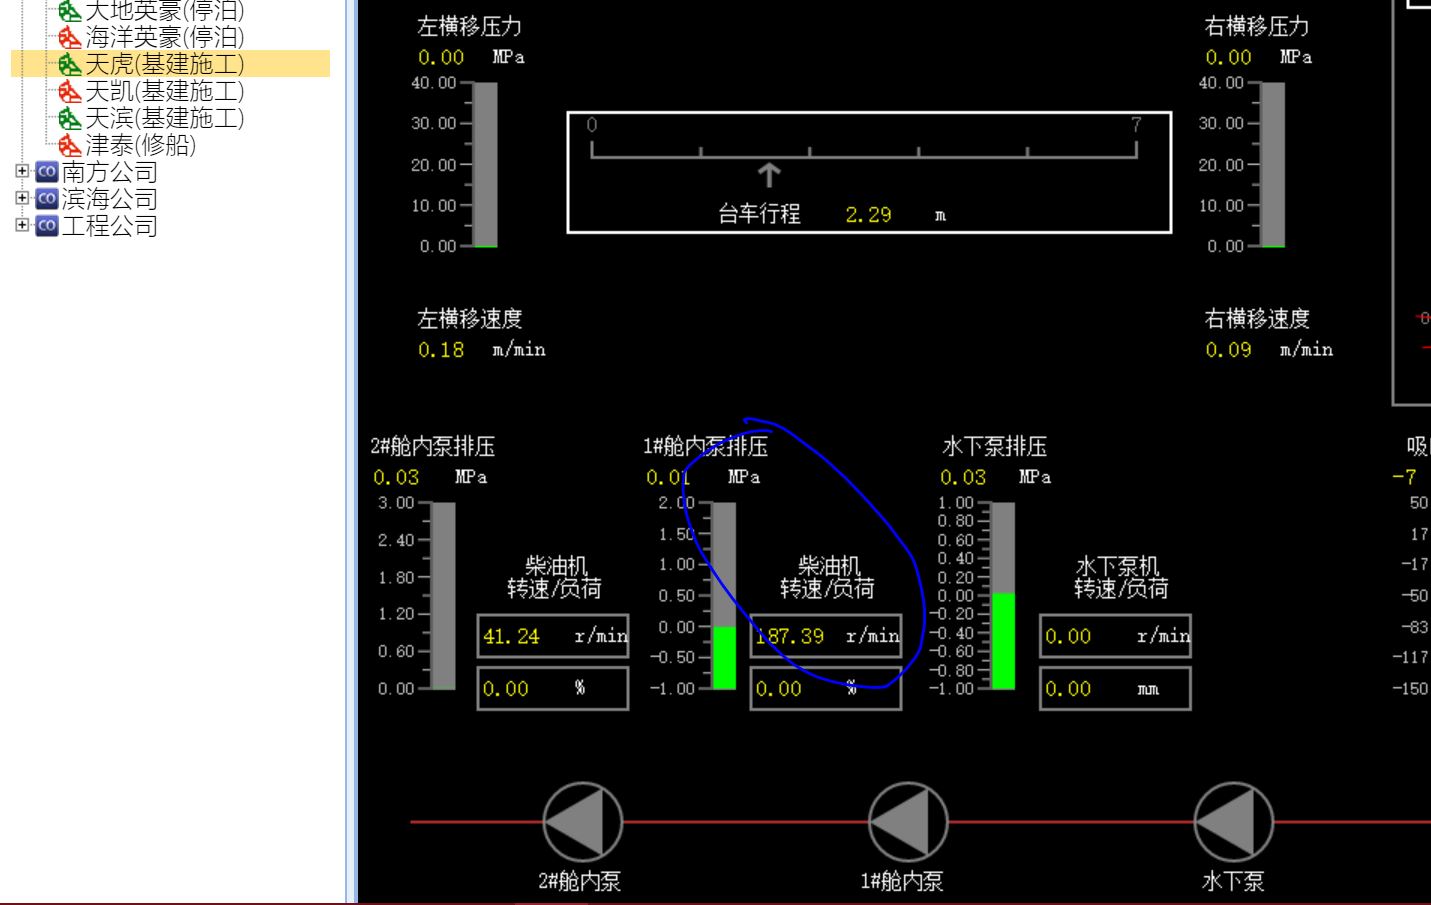 大地英豪(停泊)
海洋英豪(停泊)
天虎(基建施工)
天凯(基建施工)
天滨(基建施工)
津泰(修船)
CO 南方公司
CO 滨海公司
CO 工程公司
左横移压力
0.00 MPa
40.00
30.00
20.00
10.00
0.00
0 7
台车行程 2.29 m
右横移压力
0.00 MPa
40.00
30.00
20.00
10.00
0.00
左横移速度
0.18 m/min
右横移速度
0.09 m/min
2#舱内泵排压
0.03 MPa
3.00
2.40
1.80
1.20
0.60
0.00
柴油机
转速/负荷
41.24 r/min
0.00 %
1#舱内泵排压
0.01 MPa
2.00
1.50
1.00
0.50
0.00
-0.50
-1.00
柴油机
转速/负荷
187.39 r/min
0.00 %
水下泵排压
0.03 MPa
1.00
0.80
0.60
0.40
0.20
0.00
-0.20
-0.40
-0.60
-0.80
-1.00
水下泵机
转速/负荷
0.00 r/min
0.00 mm
-7
50
17
-17
-50
-83
-117
-150
2#舱内泵
1#舱内泵
水下泵